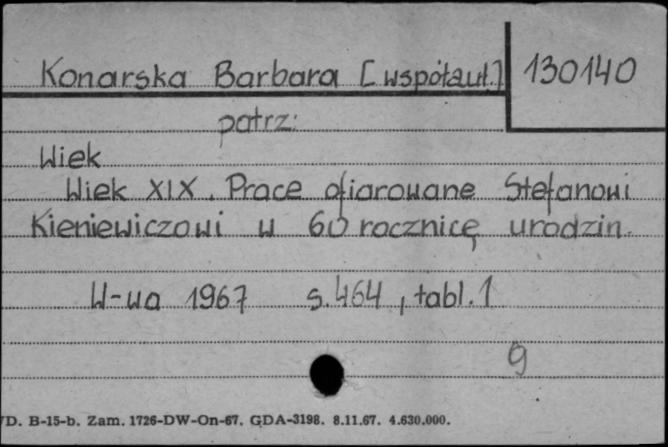 Konarska Barbara [współaut.] 130140
patrz:
Wiek
Wiek XIX. Prace ofiarowane Stefanowi
Kieniewiczowi w 60 rocznicę urodzin.
W-wa 1967 s. 464, tabl. 1
9
/D. B-15-b. Zam. 1726-DW-On-67. GDA-3198. 8.11.67. 4.630.000.